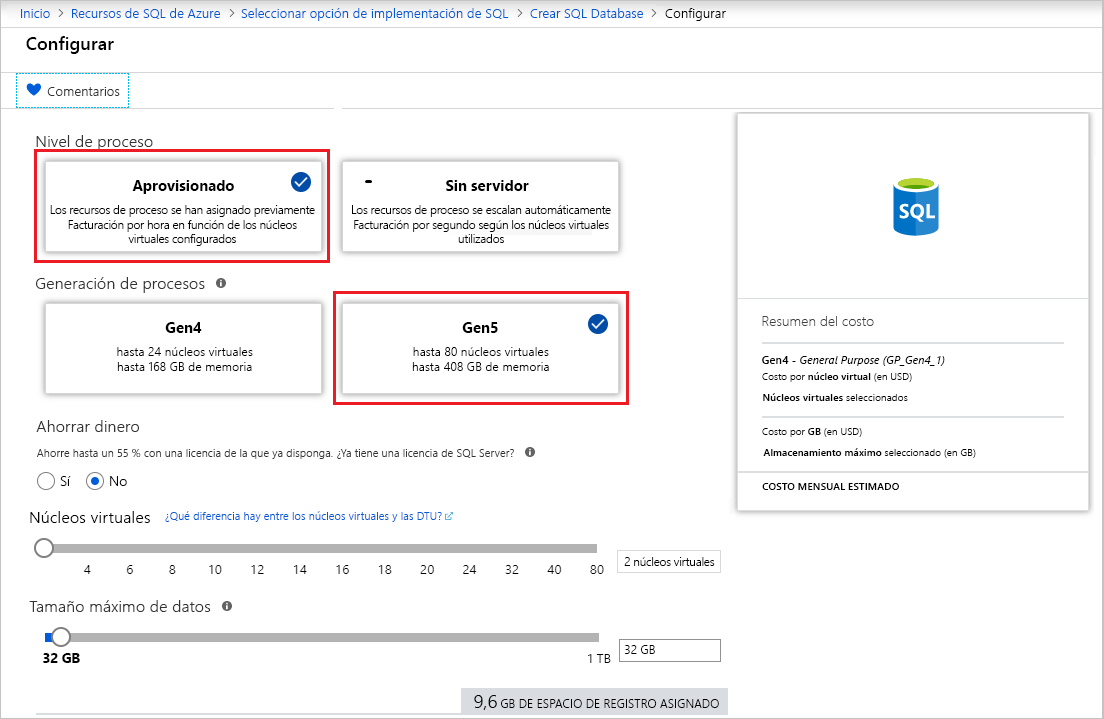 Inicio > Recursos de SQL de Azure > Seleccionar opción de implementación de SQL > Crear SQL Database > Configurar
Configurar
Comentarios
Nivel de proceso
Aprovisionado
Los recursos de proceso se han asignado previamente
Facturación por hora en función de los núcleos
virtuales configurados
- Sin servidor
Los recursos de proceso se escalan automáticamente
Facturación por segundo según los núcleos virtuales
utilizados
Generación de procesos
Gen4
hasta 24 núcleos virtuales
hasta 168 GB de memoria
Gen5
hasta 80 núcleos virtuales
hasta 408 GB de memoria
Ahorrar dinero
Ahorre hasta un 55 % con una licencia de la que ya disponga. ¿Ya tiene una licencia de SQL Server?
Sí No
Núcleos virtuales ¿Qué diferencia hay entre los núcleos virtuales y las DTU?
4 6 8 10 12 14 16 18 20 24 32 40 80
2 núcleos virtuales
Tamaño máximo de datos
32 GB 1 TB
32 GB
9,6 GB DE ESPACIO DE REGISTRO ASIGNADO
SQL
Resumen del costo
Gen4 - General Purpose (GP_Gen4_1)
Costo por núcleo virtual (en USD)
Núcleos virtuales seleccionados
Costo por GB (en USD)
Almacenamiento máximo seleccionado (en GB)
COSTO MENSUAL ESTIMADO